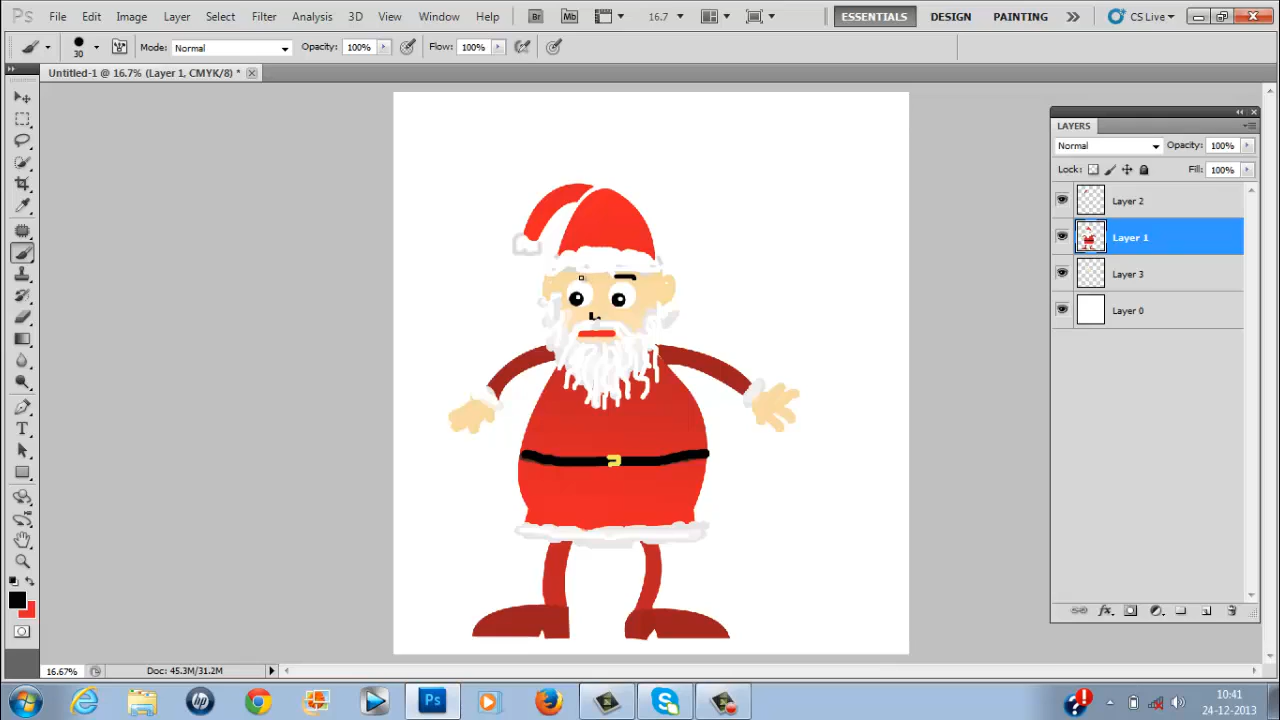 Ps File Edit Image Layer Select Filter Analysis 3D View Window Help Br Mb 16.7 ESSENTIALS DESIGN PAINTING CS Live
30 Mode: Normal Opacity: 100% Flow: 100%
Untitled-1 @ 16.7% (Layer 1, CMYK/8) *
LAYERS
Normal Opacity: 100%
Lock: Fill: 100%
Layer 2
Layer 1
Layer 3
Layer 0
T
16.67% Doc: 45.3M/31.2M
hp Ps
10:41
24-12-2013